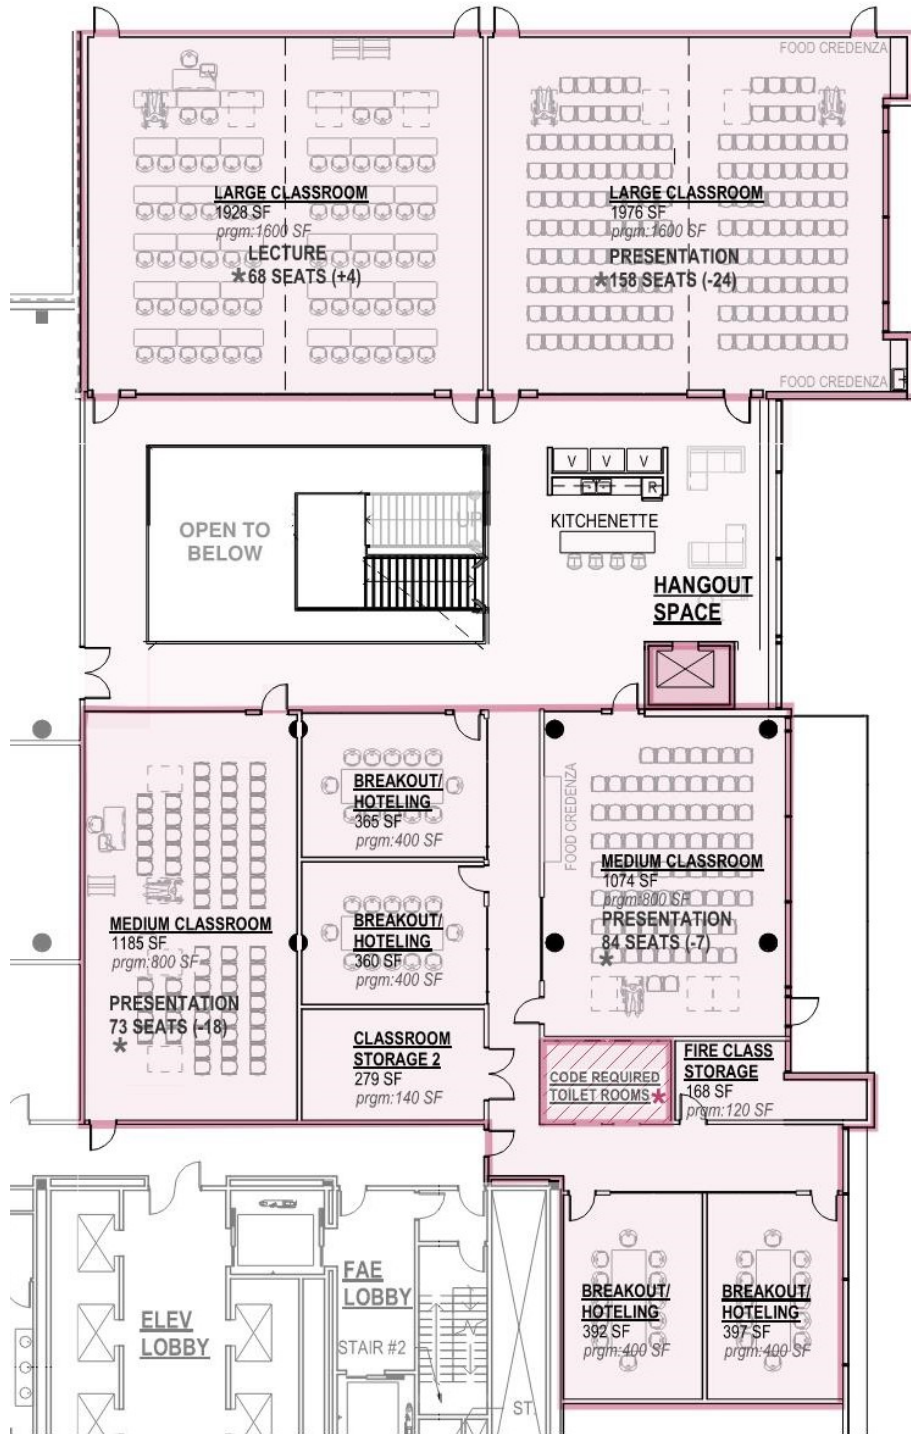 FOOD CREDENZA
LARGE CLASSROOM
1928 SF
prgm:1600 SF
LECTURE
*68 SEATS (+4)
LARGE CLASSROOM
1976 SF
prgm:1600 SF
PRESENTATION
*158 SEATS (-24)
FOOD CREDENZA
OPEN TO
BELOW
UP
V V V
R
KITCHENETTE
HANGOUT
SPACE
BREAKOUT/
HOTELING
365 SF
prgm:400 SF
FOOD CREDENZA
MEDIUM CLASSROOM
1074 SF
prgm:800 SF
PRESENTATION
84 SEATS (-7)
*
MEDIUM CLASSROOM
1185 SF
prgm:800 SF
PRESENTATION
73 SEATS (-18)
*
BREAKOUT/
HOTELING
360 SF
prgm:400 SF
CLASSROOM
STORAGE 2
279 SF
prgm:140 SF
CODE REQUIRED
TOILET ROOMS*
FIRE CLASS
STORAGE
168 SF
prgm:120 SF
FAE
LOBBY
ELEV
LOBBY
STAIR #2
ST.
BREAKOUT/
HOTELING
392 SF
prgm:400 SF
BREAKOUT/
HOTELING
397 SF
prgm:400 SF